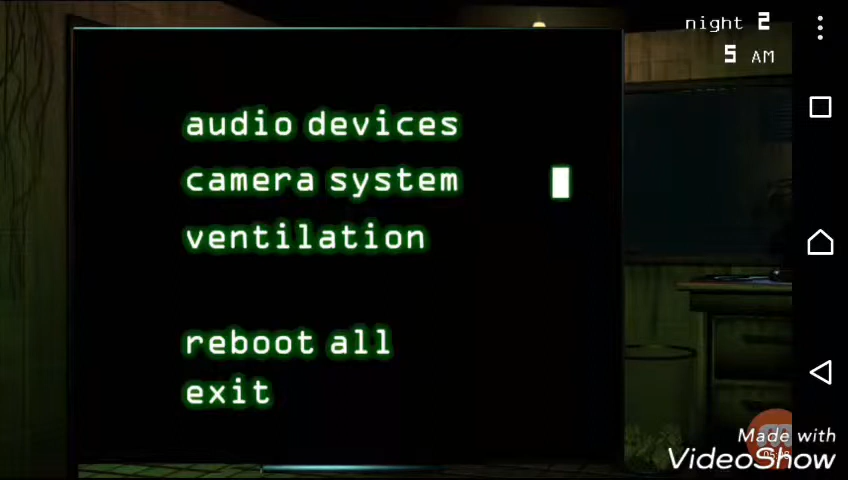 night 2
5 AM
audio devices
camera system
ventilation
reboot all
exit
Made with
VideoShow